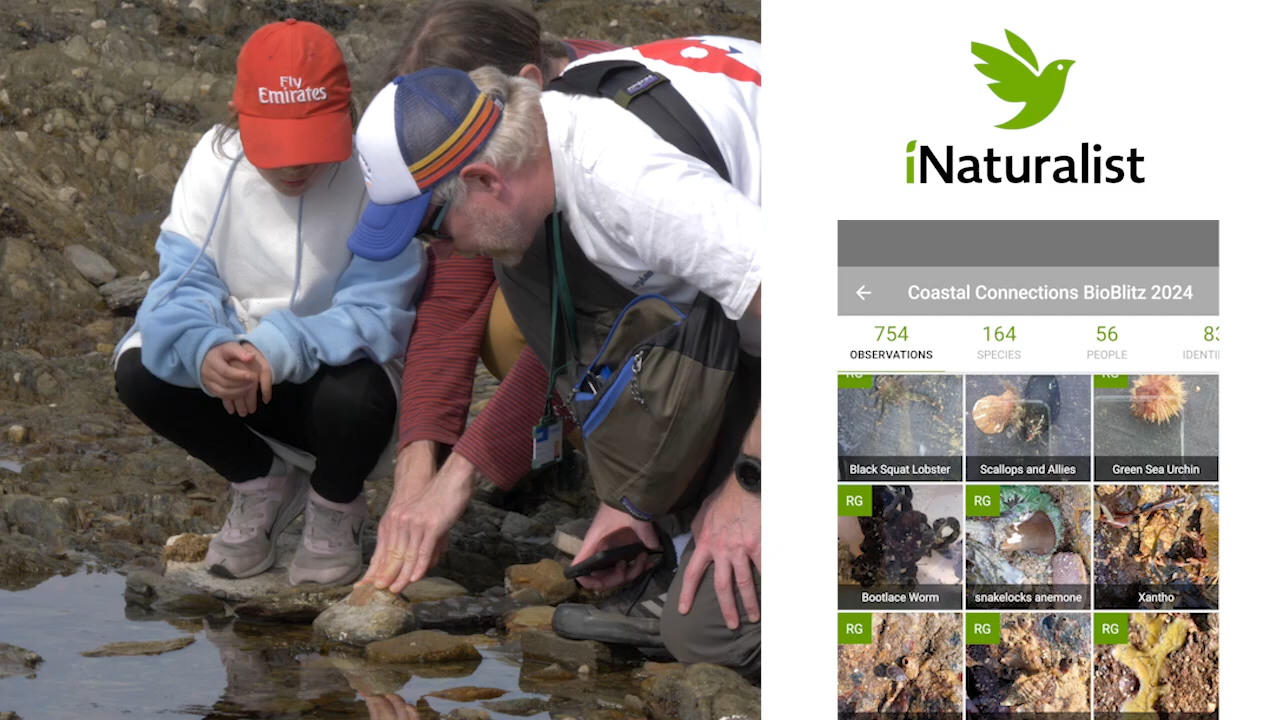 Fly
Emirates
iNaturalist
Coastal Connections BioBlitz 2024
754
164
56
OBSERVATIONS
SPECIES
PEOPLE
RG
RG
Black Squat Lobster
Scallops and Allies
Green Sea Urchin
RG
RG
Bootlace Worm
snakelocks anemone
Xantho
RG
RG
RG